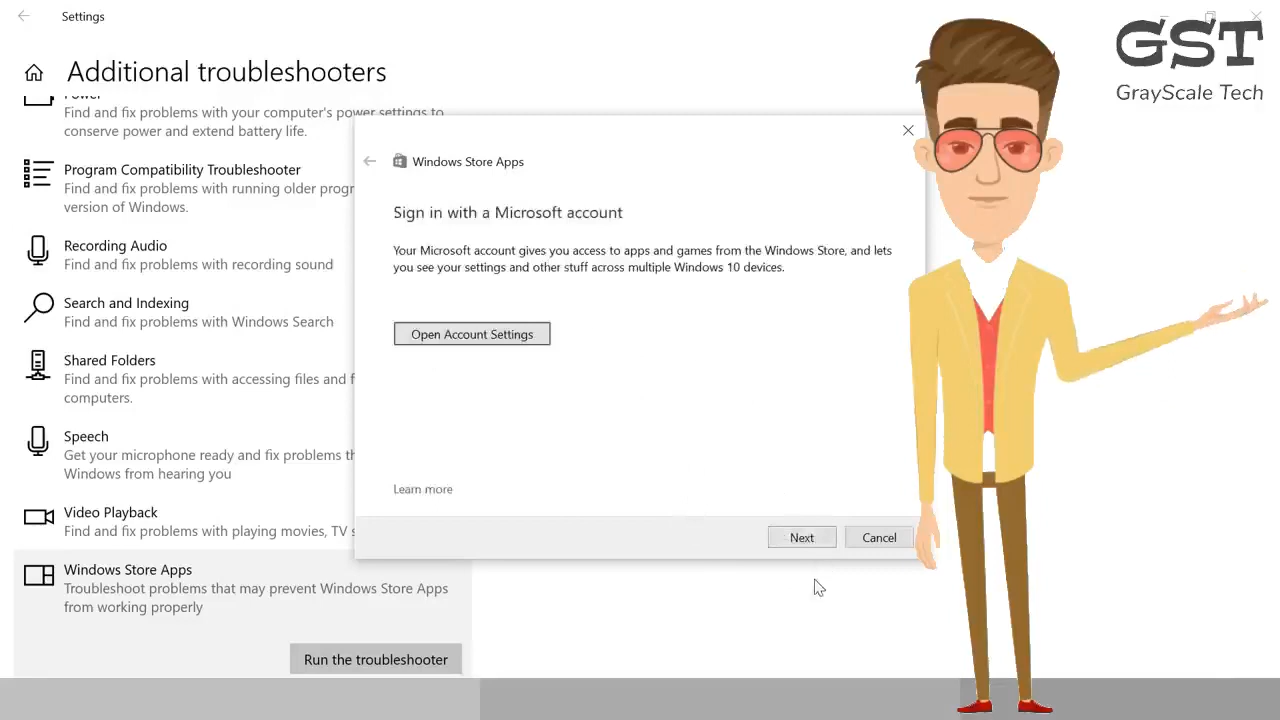 Settings
GST
GrayScale Tech
Additional troubleshooters
Power
Find and fix problems with your computer's power settings to
conserve power and extend battery life.
Program Compatibility Troubleshooter
Find and fix problems with running older progr
version of Windows.
Recording Audio
Find and fix problems with recording sound
Search and Indexing
Find and fix problems with Windows Search
Shared Folders
Find and fix problems with accessing files and f
computers.
Speech
Get your microphone ready and fix problems th
Windows from hearing you
Video Playback
Find and fix problems with playing movies, TV s
Windows Store Apps
Troubleshoot problems that may prevent Windows Store Apps
from working properly
Run the troubleshooter
Windows Store Apps
Sign in with a Microsoft account
Your Microsoft account gives you access to apps and games from the Windows Store, and lets
you see your settings and other stuff across multiple Windows 10 devices.
Open Account Settings
Learn more
Next
Cancel